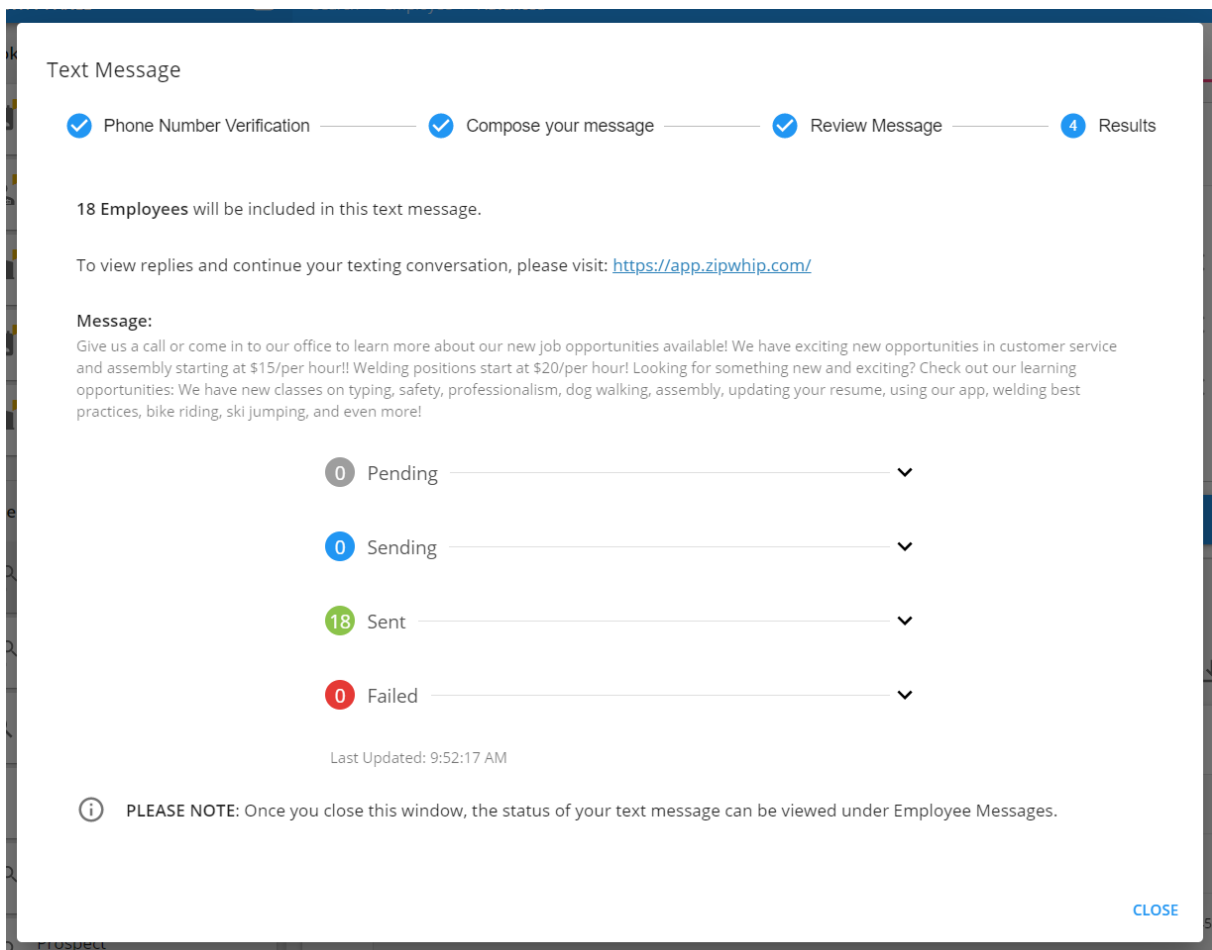 Text Message
Phone Number Verification
Compose your message
Review Message
4 Results
18 Employees will be included in this text message.
To view replies and continue your texting conversation, please visit: https://app.zipwhip.com/
Message:
Give us a call or come in to our office to learn more about our new job opportunities available! We have exciting new opportunities in customer service
and assembly starting at $15/per hour!! Welding positions start at $20/per hour! Looking for something new and exciting? Check out our learning
opportunities: We have new classes on typing, safety, professionalism, dog walking, assembly, updating your resume, using our app, welding best
practices, bike riding, ski jumping, and even more!
0 Pending
0 Sending
18 Sent
0 Failed
Last Updated: 9:52:17 AM
PLEASE NOTE: Once you close this window, the status of your text message can be viewed under Employee Messages.
CLOSE
Prospect